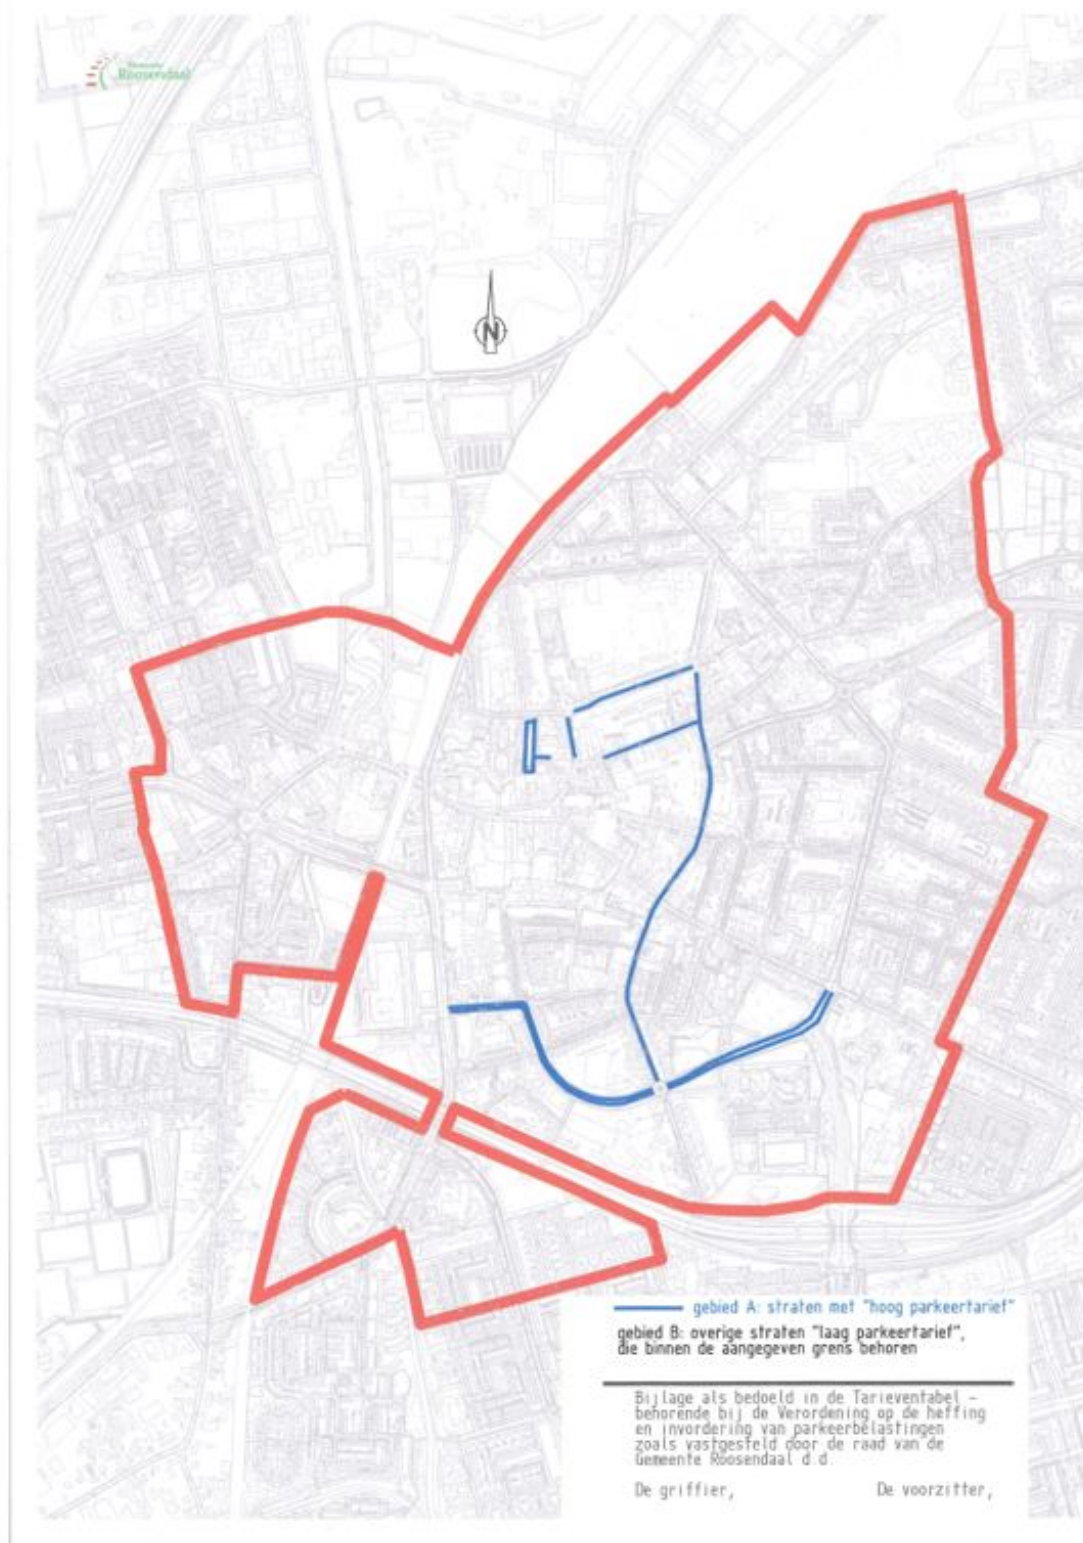 Gemeente
Roosendaal
N
gebied A: straten met "hoog parkeertarief"
gebied B: overige straten "laag parkeertarief",
die binnen de aangegeven grens behoren
Bijlage als bedoeld in de Tarieventabel -
behorende bij de Verordening op de heffing
en invordering van parkeerbelastingen
zoals vastgesteld door de raad van de
Gemeente Roosendaal d.d.
De griffier, De voorzitter,